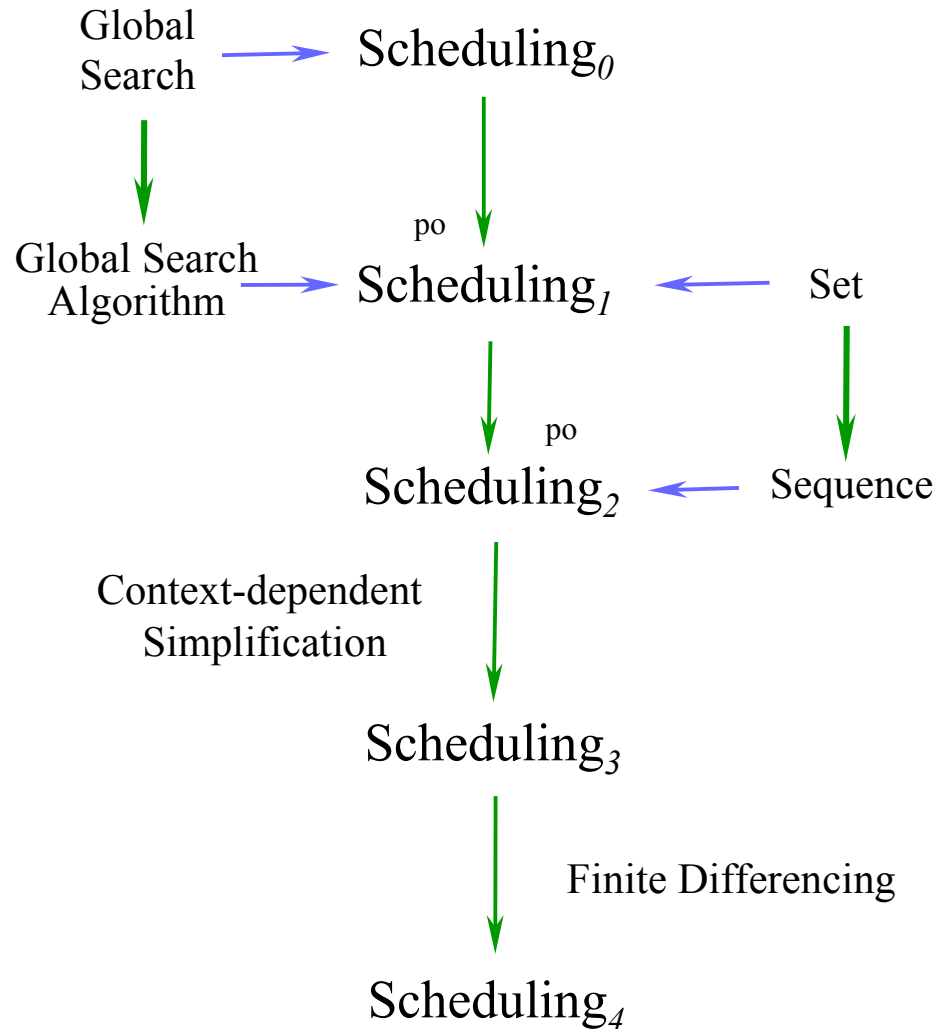 Global
Search
Scheduling0
po
Global Search
Algorithm
Scheduling1
Set
po
Scheduling2
Sequence
Context-dependent
Simplification
Scheduling3
Finite Differencing
Scheduling4